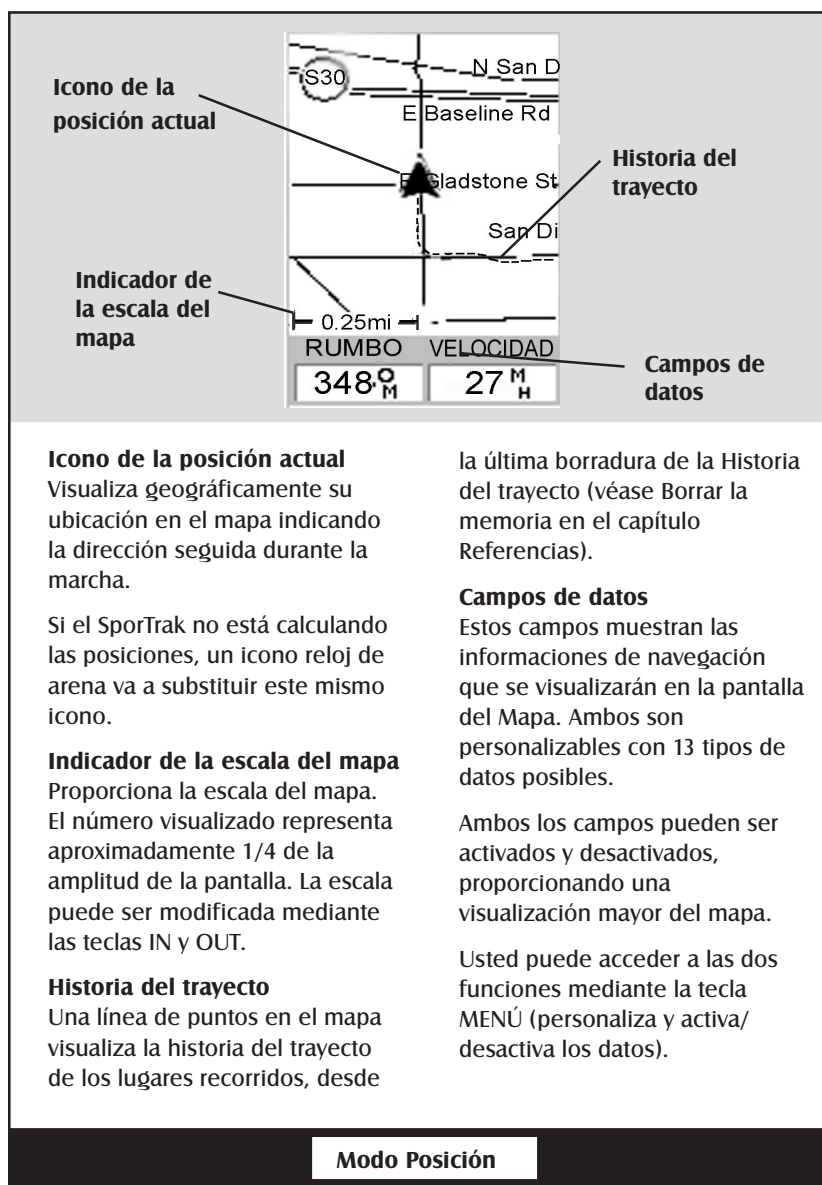 S30
N San D
Icono de la
posición actual
E Baseline Rd
Historia del
trayecto
E Gladstone St
San Di
Indicador de
la escala del
mapa
0.25mi
RUMBO VELOCIDAD
348.O M 27 M H
Campos de
datos
Icono de la posición actual
Visualiza geográficamente su
ubicación en el mapa indicando
la dirección seguida durante la
marcha.
Si el SporTrak no está calculando
las posiciones, un icono reloj de
arena va a substituir este mismo
icono.
Indicador de la escala del mapa
Proporciona la escala del mapa.
El número visualizado representa
aproximadamente 1/4 de la
amplitud de la pantalla. La escala
puede ser modificada mediante
las teclas IN y OUT.
Historia del trayecto
Una línea de puntos en el mapa
visualiza la historia del trayecto
de los lugares recorridos, desde
la última borradura de la Historia
del trayecto (véase Borrar la
memoria en el capítulo
Referencias).
Campos de datos
Estos campos muestran las
informaciones de navegación
que se visualizarán en la pantalla
del Mapa. Ambos son
personalizables con 13 tipos de
datos posibles.
Ambos los campos pueden ser
activados y desactivados,
proporcionando una
visualización mayor del mapa.
Usted puede acceder a las dos
funciones mediante la tecla
MENÚ (personaliza y activa/
desactiva los datos).
Modo Posición